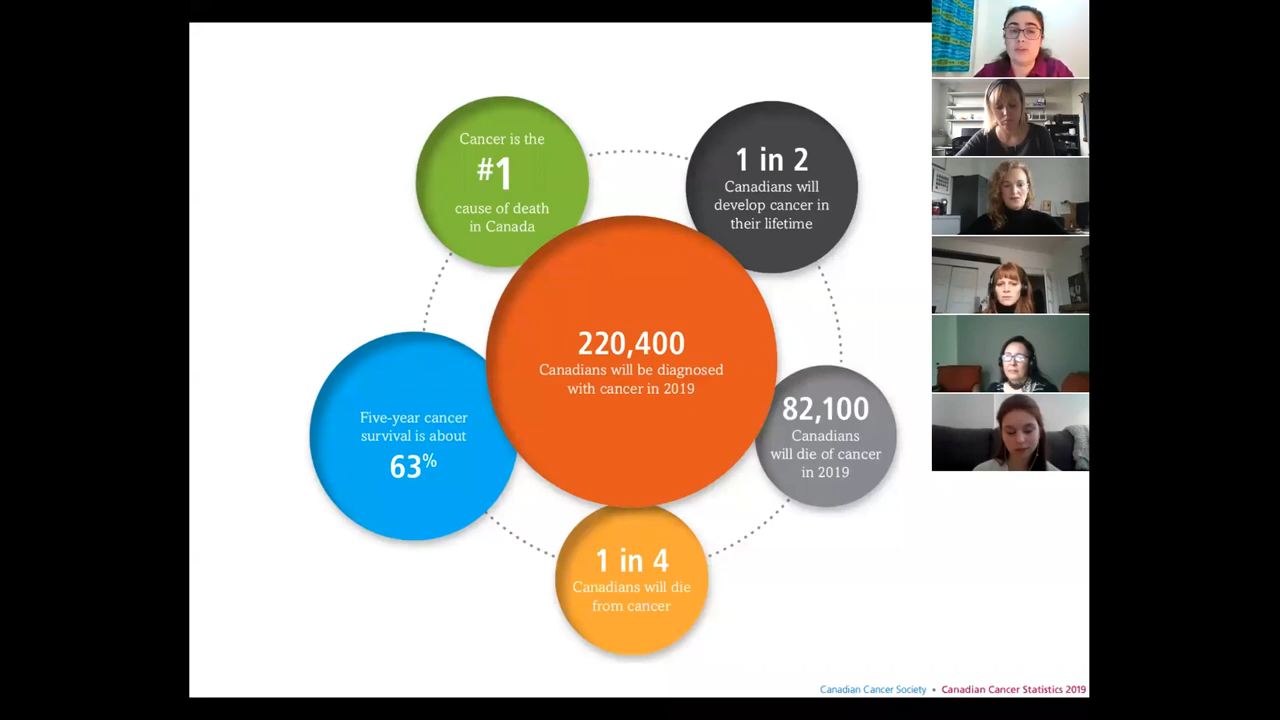 Cancer is the
#1
cause of death
in Canada
1 in 2
Canadians will
develop cancer in
their lifetime
220,400
Canadians will be diagnosed
with cancer in 2019
Five-year cancer
survival is about
63%
82,100
Canadians
will die of cancer
in 2019
1 in 4
Canadians will die
from cancer
Canadian Cancer Society • Canadian Cancer Statistics 2019